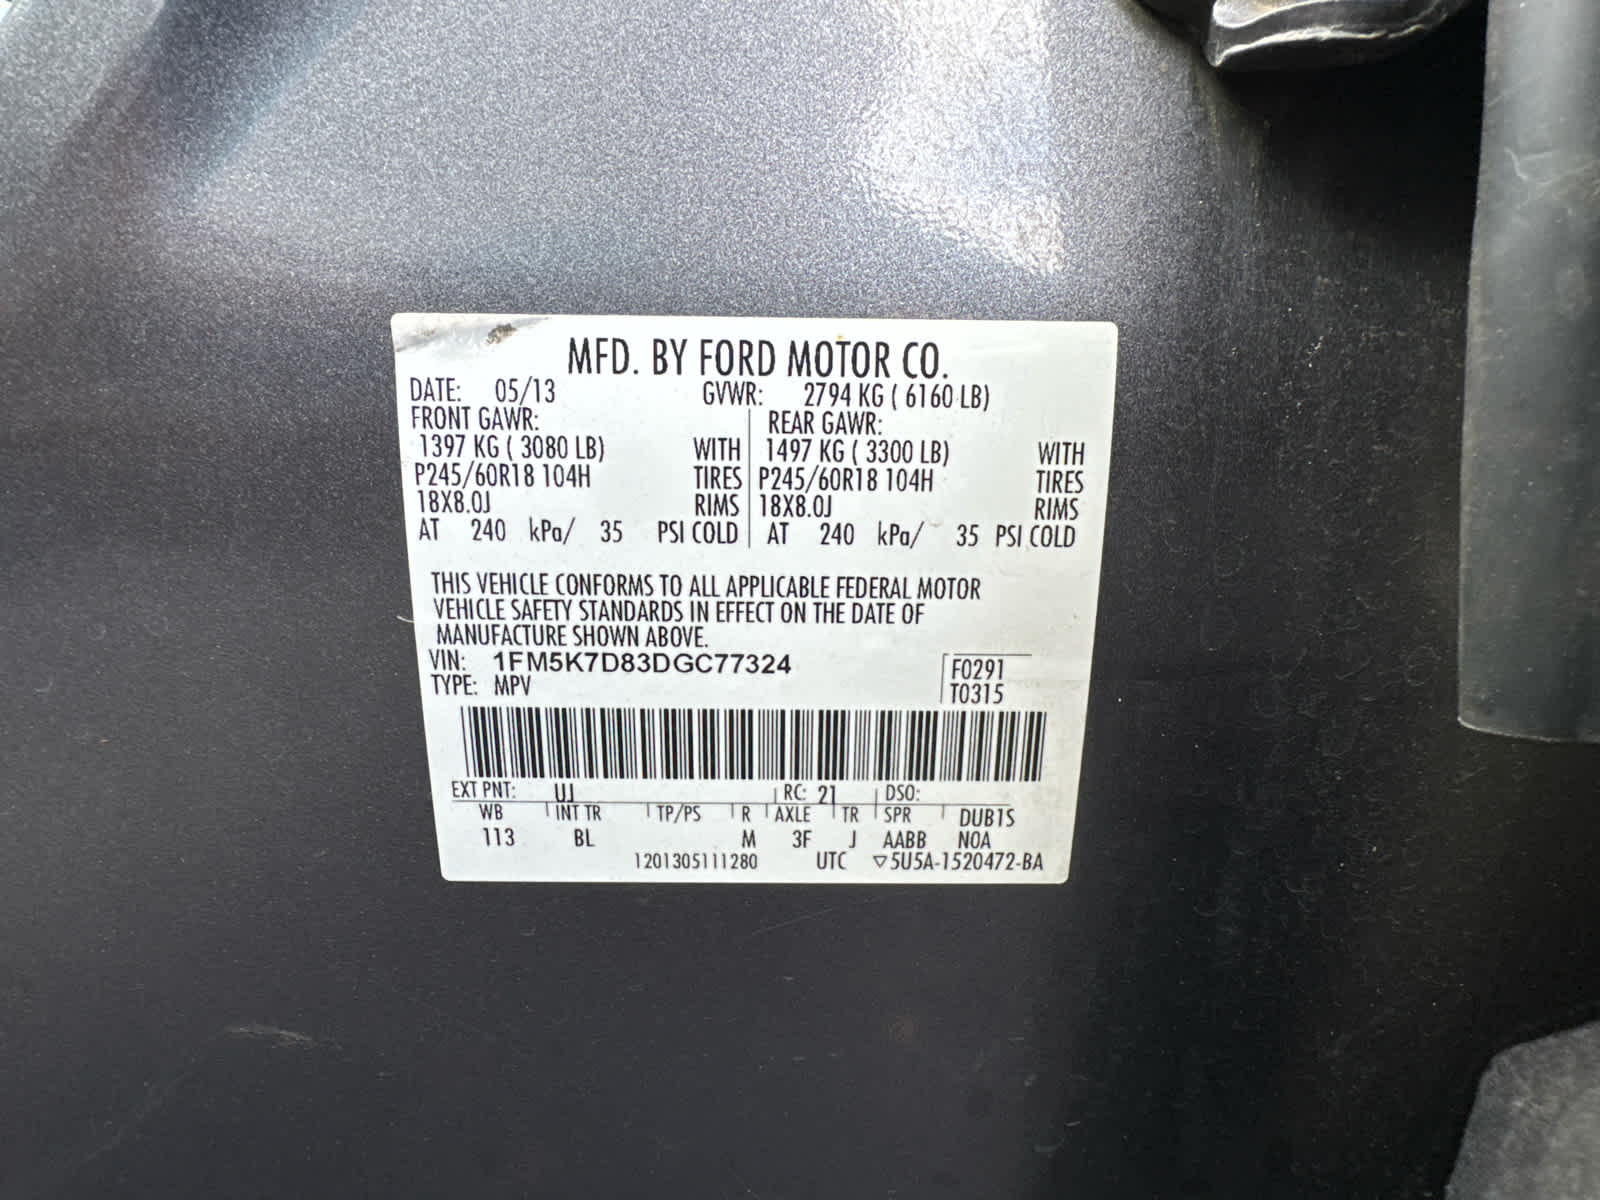 MFD. BY FORD MOTOR CO.
DATE: 05/13 GVWR: 2794 KG ( 6160 LB)
FRONT GAWR: REAR GAWR:
1397 KG ( 3080 LB) WITH 1497 KG ( 3300 LB) WITH
P245/60R18 104H TIRES P245/60R18 104H TIRES
18X8.0J RIMS 18X8.0J RIMS
AT 240 kPa/ 35 PSI COLD AT 240 kPa/ 35 PSI COLD
THIS VEHICLE CONFORMS TO ALL APPLICABLE FEDERAL MOTOR
VEHICLE SAFETY STANDARDS IN EFFECT ON THE DATE OF
MANUFACTURE SHOWN ABOVE.
VIN: 1FM5K7D83DGC77324 F0291
TYPE: MPV T0315
EXT PNT: UJ RC: 21 DSO:
WB INT TR TP/PS R AXLE TR SPR DUB1S
113 BL M 3F J AABB N0A
1201305111280 UTC ▽5U5A-1520472-BA